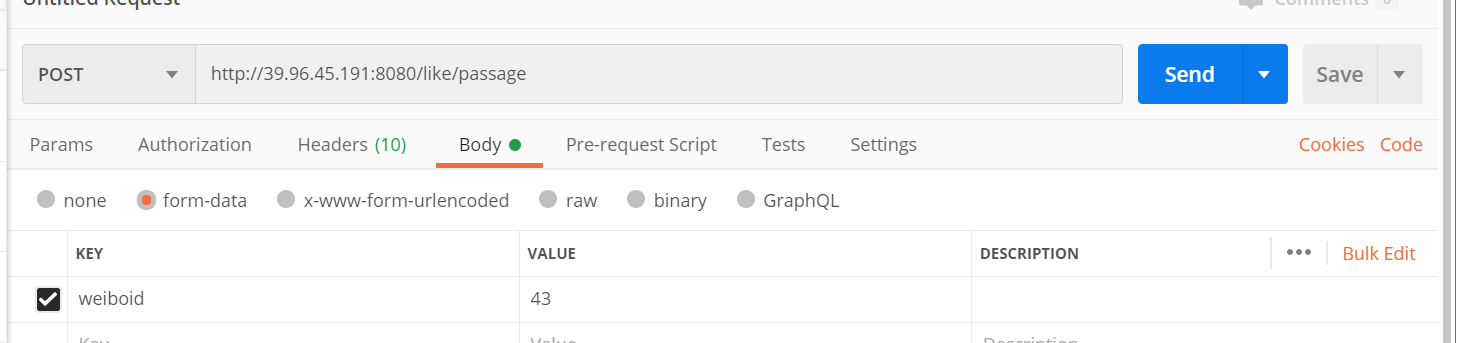 Untitled Request
Comments 0
POST http://39.96.45.191:8080/like/passage Send Save
Params Authorization Headers (10) Body Pre-request Script Tests Settings Cookies Code
none form-data x-www-form-urlencoded raw binary GraphQL
KEY VALUE DESCRIPTION ••• Bulk Edit
weiboid 43
Key Value Description